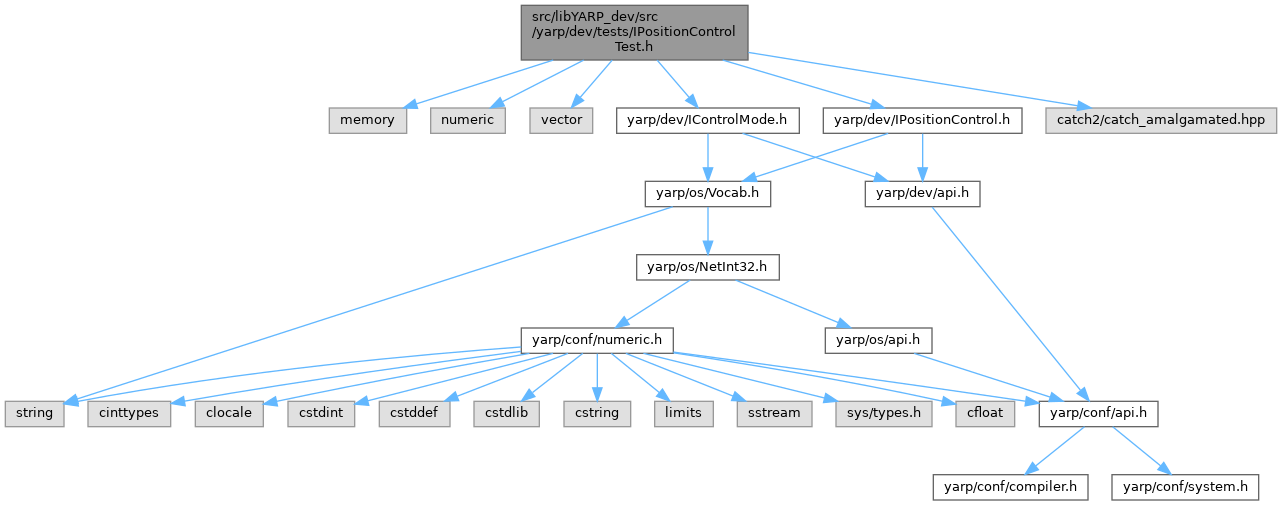 src/libYARP_dev/src
/yarp/dev/tests/IPositionControl
Test.h
memory
numeric
vector
yarp/dev/IControlMode.h
yarp/dev/IPositionControl.h
catch2/catch_amalgamated.hpp
yarp/os/Vocab.h
yarp/dev/api.h
yarp/os/NetInt32.h
yarp/conf/numeric.h
yarp/os/api.h
string
cinttypes
clocale
cstdint
cstddef
cstdlib
cstring
limits
sstream
sys/types.h
cfloat
yarp/conf/api.h
yarp/conf/compiler.h
yarp/conf/system.h